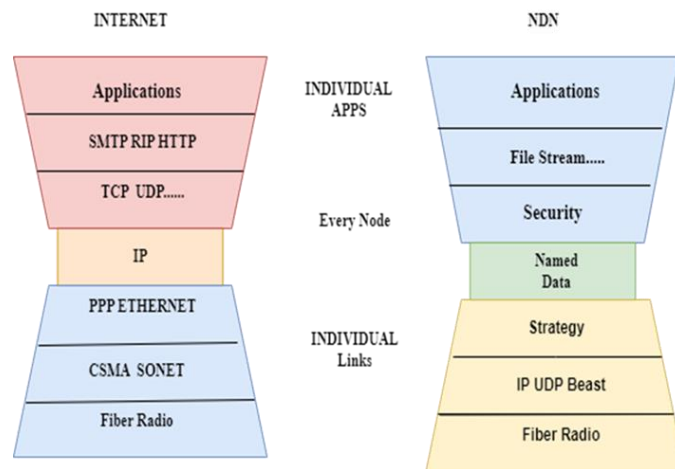 INTERNET
NDN
Applications
SMTP RIP HTTP
TCP UDP......
IP
PPP ETHERNET
CSMA SONET
Fiber Radio
INDIVIDUAL
APPS
Every Node
INDIVIDUAL
Links
Applications
File Stream.....
Security
Named
Data
Strategy
IP UDP Beast
Fiber Radio